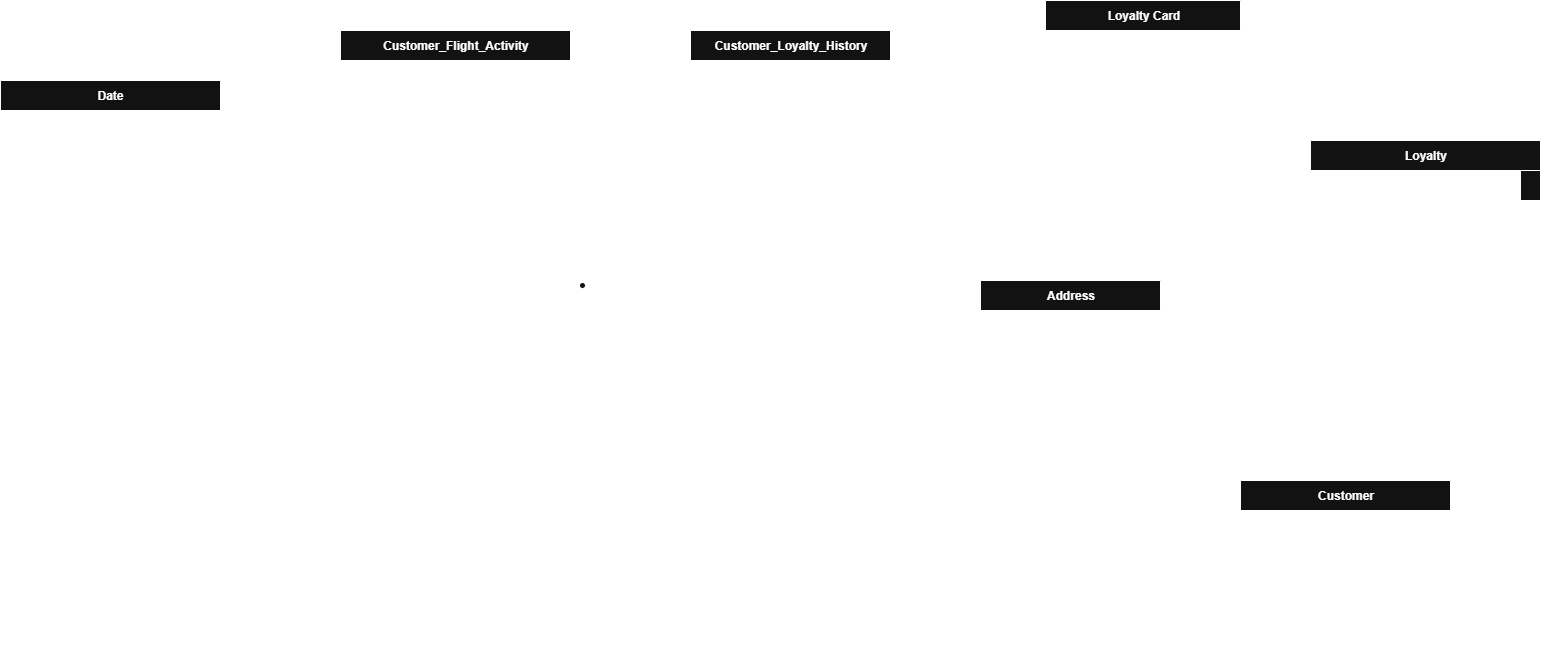 Loyalty Card
Customer_Flight_Activity
Customer_Loyalty_History
Date
Loyalty
Address
Customer